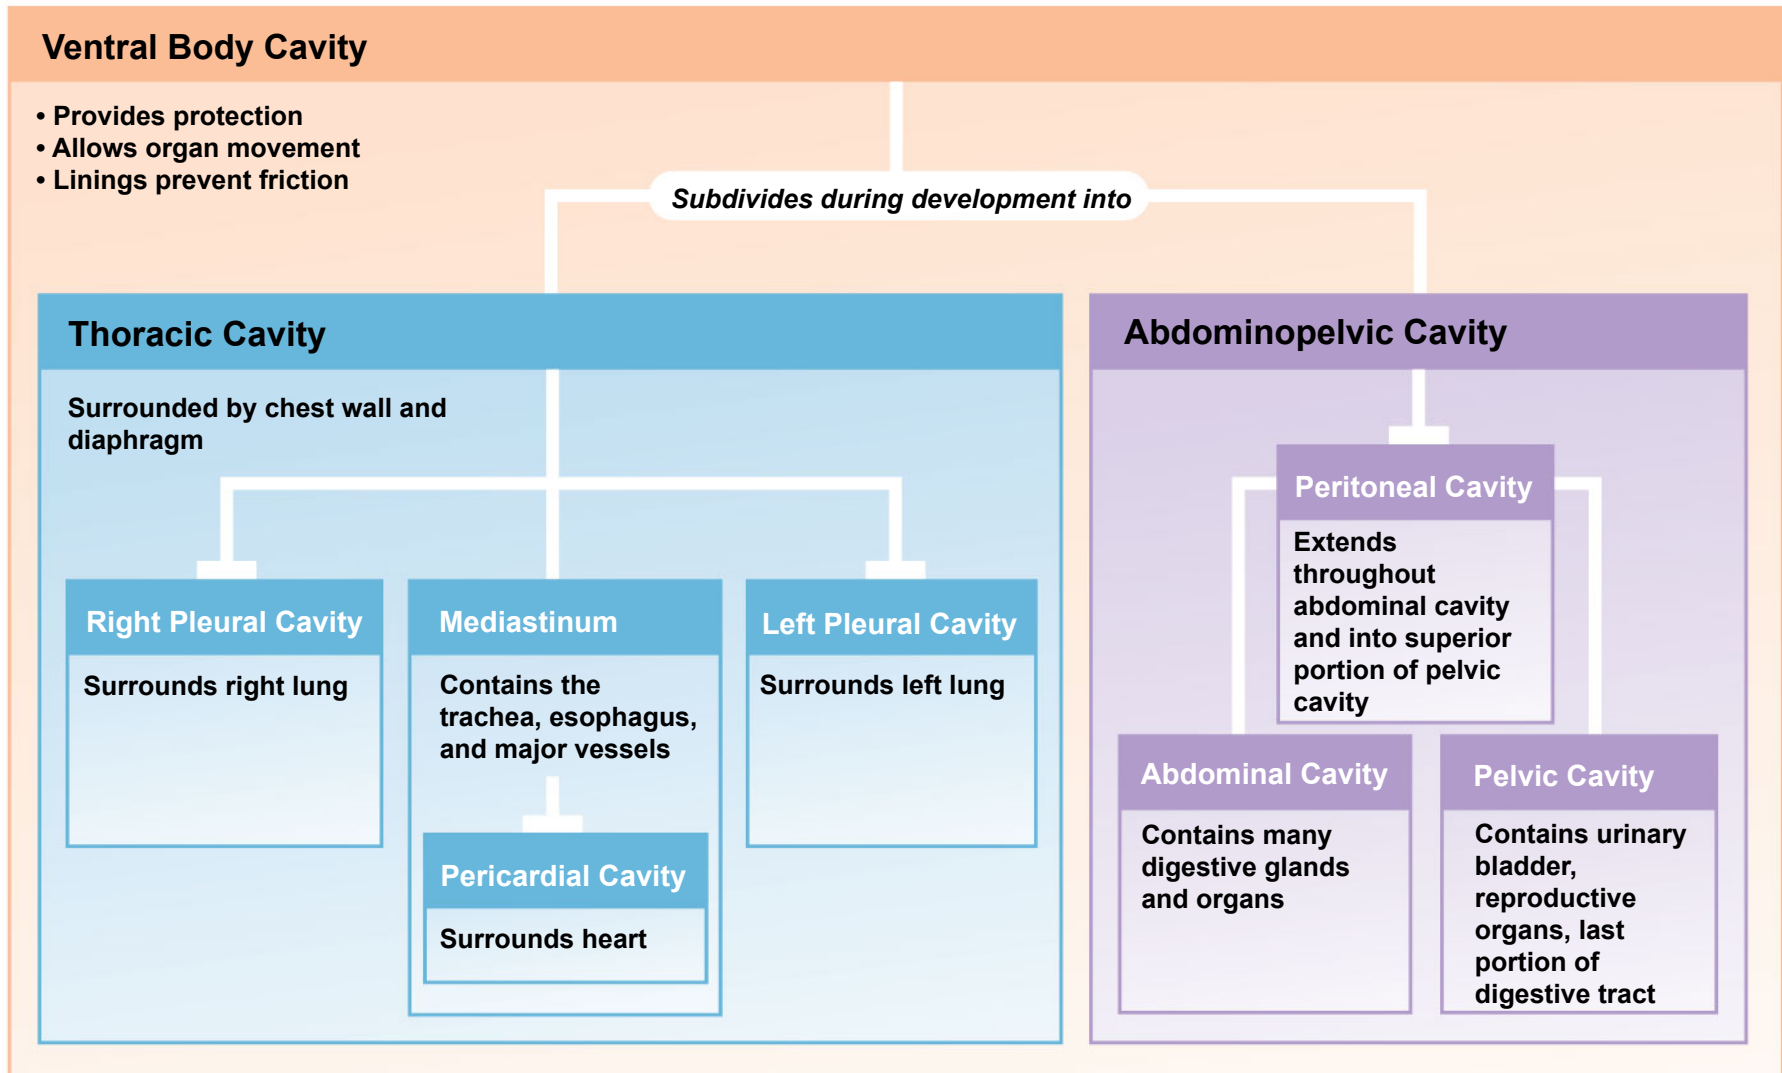 Ventral Body Cavity
• Provides protection
• Allows organ movement
• Linings prevent friction
Subdivides during development into
Thoracic Cavity
Surrounded by chest wall and
diaphragm
Right Pleural Cavity
Surrounds right lung
Mediastinum
Contains the
trachea, esophagus,
and major vessels
Pericardial Cavity
Surrounds heart
Left Pleural Cavity
Surrounds left lung
Abdominopelvic Cavity
Peritoneal Cavity
Extends
throughout
abdominal cavity
and into superior
portion of pelvic
cavity
Abdominal Cavity
Contains many
digestive glands
and organs
Pelvic Cavity
Contains urinary
bladder,
reproductive
organs, last
portion of
digestive tract